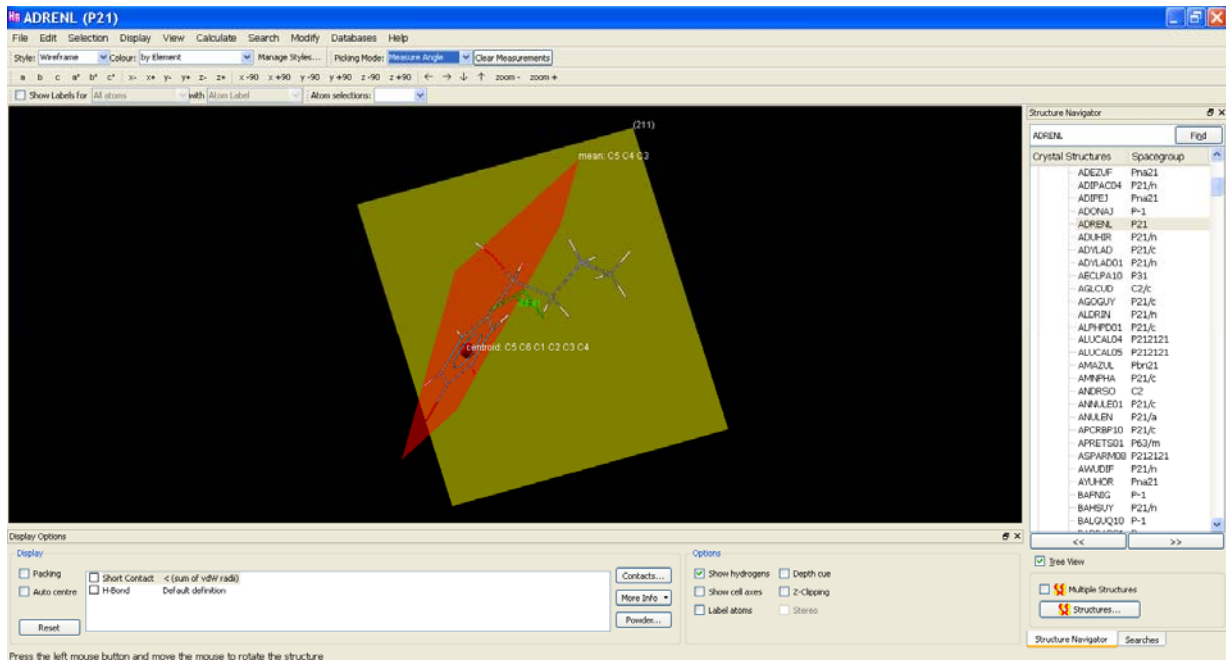 ADRENL (P21)
File Edit Selection Display View Calculate Search Modify Databases Help
Style: Wireframe Colour: by Element Manage Styles... Picking Mode: Measure Angle Clear Measurements
a b c a* b* c* x- x+ y- y+ z- z+ x -90 x +90 y -90 y +90 z -90 z +90 ← → ↓ ↑ zoom - zoom +
Show Labels for All atoms with Atom Label Atom selections:
(211)
mean: C5 C4 C3
centroid: C5 C6 C1 C2 C3 C4
Structure Navigator
ADRENL Find
Crystal Structures Spacegroup
ADEZUF Pna21
ADIPAC04 P21/n
ADIPEJ Pna21
ADONAJ P-1
ADRENL P21
ADUHIR P21/n
ADYLAD P21/c
ADYLAD01 P21/n
AECLPA10 P31
AGLCUD C2/c
AGOGUY P21/c
ALDRIN P21/n
ALPHPD01 P21/c
ALUCAL04 P212121
ALUCAL05 P212121
AMAZUL Pbn21
AMNPHA P21/c
ANDRSO C2
ANNULE01 P21/c
ANULEN P21/a
APCRBP10 P21/c
APRETS01 P63/m
ASPARM08 P212121
AWUDIF P21/n
AYUHOR Pna21
BAFNIG P-1
BAHSUY P21/n
BALGUQ10 P-1
<< >>
Tree View
Multiple Structures
Structures...
Structure Navigator Searches
Display Options
Display
Packing
Auto centre
Reset
Short Contact < (sum of vdW radii)
H-Bond Default definition
Contacts...
More Info
Powder...
Options
Show hydrogens Depth cue
Show cell axes Z-Clipping
Label atoms Stereo
Press the left mouse button and move the mouse to rotate the structure